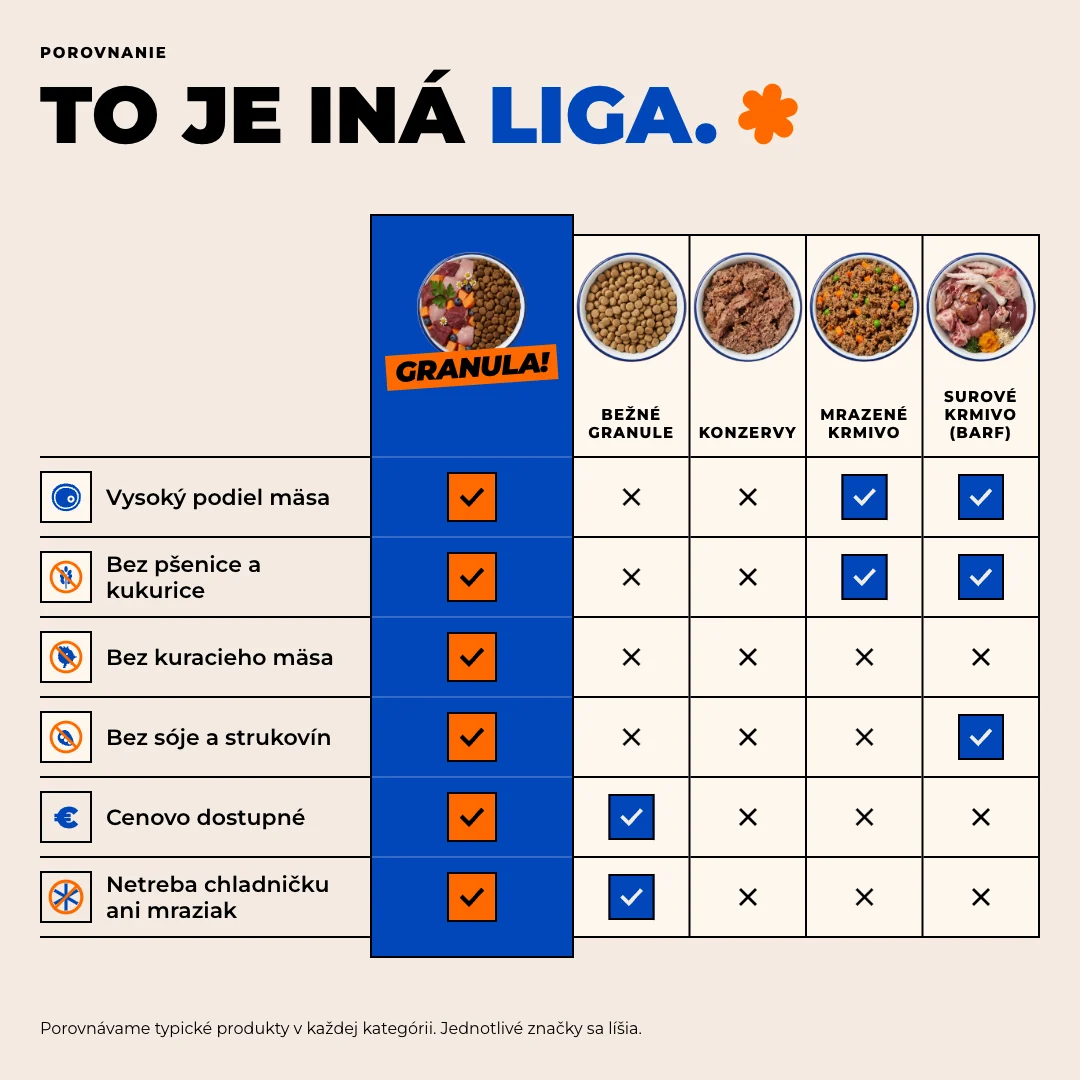 POROVNANIE
TO JE INÁ LIGA.
GRANULA!
BEŽNÉ
GRANULE
KONZERVY
MRAZENÉ
KRMIVO
SUROVÉ
KRMIVO
(BARF)
Vysoký podiel mäsa
Bez pšenice a
kukurice
Bez kuracieho mäsa
Bez sóje a strukovín
Cenovo dostupné
Netreba chladničku
ani mraziak
Porovnávame typické produkty v každej kategórii. Jednotlivé značky sa líšia.